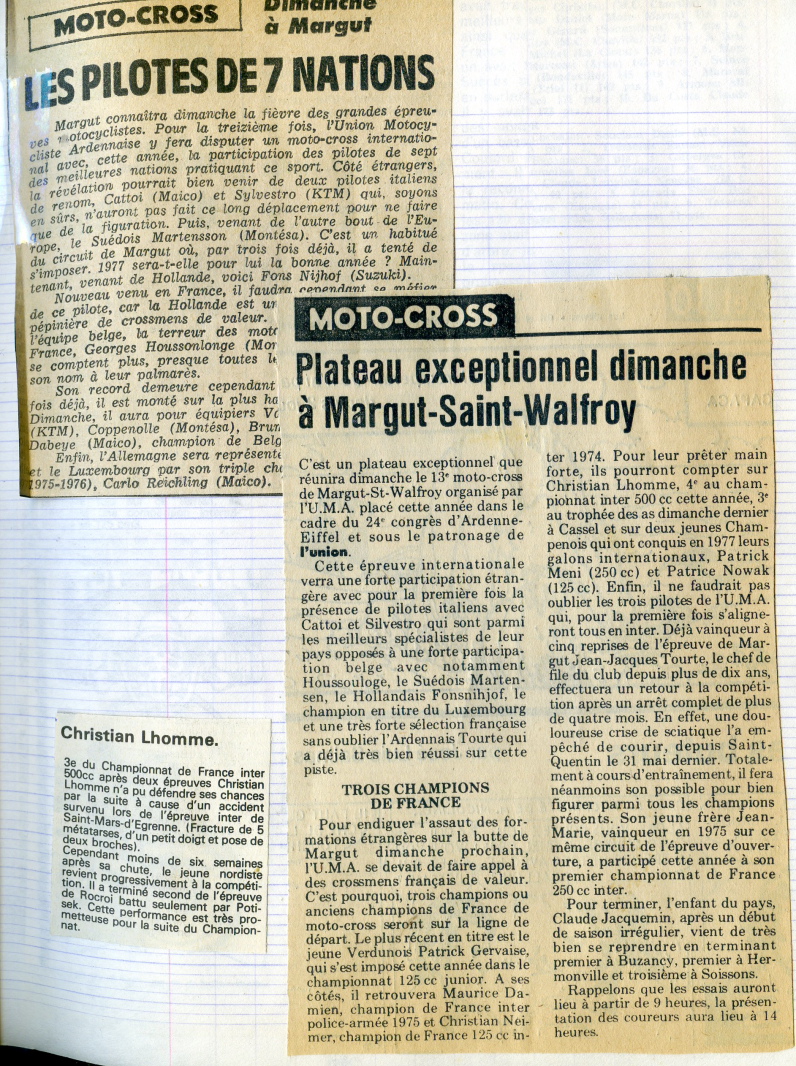 MOTO-CROSS
Dimanche
à Margut
LES PILOTES DE 7 NATIONS
Margut connaîtra dimanche la fièvre des grandes épreu-
ves motocyclistes. Pour la treizième fois, l'Union Motocy-
cliste Ardennaise y fera disputer un moto-cross internatio-
nal avec, cette année, la participation des pilotes de sept
des meilleures nations pratiquant ce sport. Côté étrangers,
la révélation pourrait bien venir de deux pilotes italiens
de renom, Cattoi (Maico) et Sylvestro (KTM) qui, soyons
en sûrs, n'auront pas fait ce long déplacement pour ne faire
que de la figuration. Puis, venant de l'autre bout de l'Eu-
rope, le Suédois Martensson (Montésa). C'est un habitué
du circuit de Margut où, par trois fois déjà, il a tenté de
s'imposer. 1977 sera-t-elle pour lui la bonne année ? Main-
tenant, venant de Hollande, voici Fons Nijhof (Suzuki).
Nouveau venu en France, il faudra cependant se méfier
de ce pilote, car la Hollande est un
pépinière de crossmens de valeur.
l'équipe belge, la terreur des moto
France, Georges Houssonlonge (Mon
se comptent plus, presque toutes l
son nom à leur palmarès.
Son record demeure cependant
fois déjà, il est monté sur la plus ha
Dimanche, il aura pour équipiers V
(KTM), Coppenolle (Montésa), Brun
Dabeye (Maico), champion de Belg
Enfin, l'Allemagne sera représenté
et le Luxembourg par son triple ch
1975-1976), Carlo Reichling (Maico).
MOTO-CROSS
Plateau exceptionnel dimanche
à Margut-Saint-Walfroy
C'est un plateau exceptionnel que
réunira dimanche le 13e moto-cross
de Margut-St-Walfroy organisé par
l'U.M.A. placé cette année dans le
cadre du 24e congrès d'Ardenne-
Eiffel et sous le patronage de
l'union.
Cette épreuve internationale
verra une forte participation étran-
gère avec pour la première fois la
présence de pilotes italiens avec
Cattoi et Silvestro qui sont parmi
les meilleurs spécialistes de leur
pays opposés à une forte participa-
tion belge avec notamment
Houssouloge, le Suédois Marten-
sen, le Hollandais Fonsnihjof, le
champion en titre du Luxembourg
et une très forte sélection française
sans oublier l'Ardennais Tourte qui
a déjà très bien réussi sur cette
piste.
TROIS CHAMPIONS
DE FRANCE
Pour endiguer l'assaut des for-
mations étrangères sur la butte de
Margut dimanche prochain,
l'U.M.A. se devait de faire appel à
des crossmens français de valeur.
C'est pourquoi, trois champions ou
anciens champions de France de
moto-cross seront sur la ligne de
départ. Le plus récent en titre est le
jeune Verdunois Patrick Gervaise,
qui s'est imposé cette année dans le
championnat 125 cc junior. A ses
côtés, il retrouvera Maurice Da-
mien, champion de France inter
police-armée 1975 et Christian Nei-
mer, champion de France 125 cc in-
ter 1974. Pour leur prêter main
forte, ils pourront compter sur
Christian Lhomme, 4e au cham-
pionnat inter 500 cc cette année, 3e
au trophée des as dimanche dernier
à Cassel et sur deux jeunes Cham-
penois qui ont conquis en 1977 leurs
galons internationaux, Patrick
Meni (250 cc) et Patrice Nowak
(125 cc). Enfin, il ne faudrait pas
oublier les trois pilotes de l'U.M.A.
qui, pour la première fois s'aligne-
ront tous en inter. Déjà vainqueur à
cinq reprises de l'épreuve de Mar-
gut Jean-Jacques Tourte, le chef de
file du club depuis plus de dix ans,
effectuera un retour à la compéti-
tion après un arrêt complet de plus
de quatre mois. En effet, une dou-
loureuse crise de sciatique l'a em-
pêché de courir, depuis Saint-
Quentin le 31 mai dernier. Totale-
ment à cours d'entraînement, il fera
néanmoins son possible pour bien
figurer parmi tous les champions
présents. Son jeune frère Jean-
Marie, vainqueur en 1975 sur ce
même circuit de l'épreuve d'ouver-
ture, a participé cette année à son
premier championnat de France
250 cc inter.
Pour terminer, l'enfant du pays,
Claude Jacquemin, après un début
de saison irrégulier, vient de très
bien se reprendre en terminant
premier à Buzancy, premier à Her-
monville et troisième à Soissons.
Rappelons que les essais auront
lieu à partir de 9 heures, la présen-
tation des coureurs aura lieu à 14
heures.
Christian Lhomme.
3e du Championnat de France inter
500cc après deux épreuves Christian
Lhomme n'a pu défendre ses chances
par la suite à cause d'un accident
survenu lors de l'épreuve inter de
Saint-Mars-d'Egrenne. (Fracture de 5
métatarses, d'un petit doigt et pose de
deux broches).
Cependant moins de six semaines
après sa chute, le jeune nordiste
revient progressivement à la compéti-
tion. Il a terminé second de l'épreuve
de Rocroi battu seulement par Poti-
sek. Cette performance est très pro-
metteuse pour la suite du Champion-
nat.